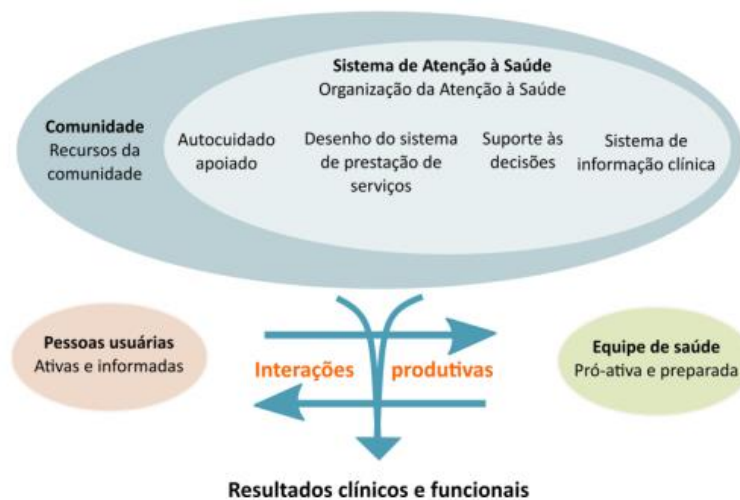 Sistema de Atenção à Saúde
Organização da Atenção à Saúde
Comunidade
Recursos da
comunidade
Autocuidado
apoiado
Desenho do sistema
de prestação de
serviços
Suporte às
decisões
Sistema de
informação clínica
Pessoas usuárias
Ativas e informadas
Interações produtivas
Equipe de saúde
Pró-ativa e preparada
Resultados clínicos e funcionais